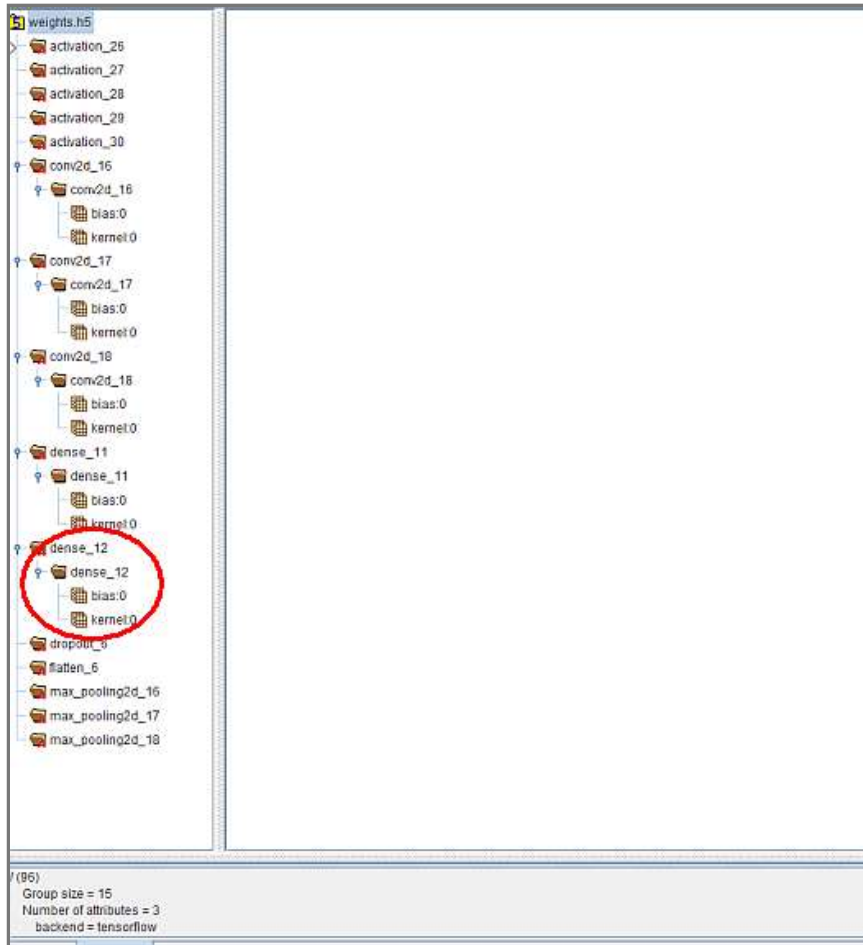 weights.h5
activation_26
activation_27
activation_28
activation_29
activation_30
conv2d_16
conv2d_16
bias:0
kernel:0
conv2d_17
conv2d_17
bias:0
kernel:0
conv2d_18
conv2d_18
bias:0
kernel:0
dense_11
dense_11
bias:0
kernel:0
dense_12
dense_12
bias:0
kernel:0
dropout_6
flatten_6
max_pooling2d_16
max_pooling2d_17
max_pooling2d_18
/ (96)
Group size = 15
Number of attributes = 3
backend = tensorflow